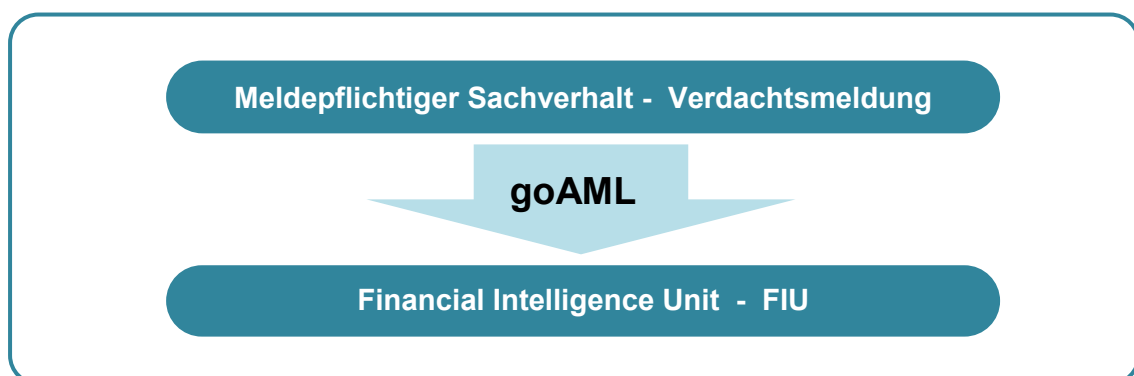 Meldepflichtiger Sachverhalt - Verdachtsmeldung
goAML
Financial Intelligence Unit - FIU